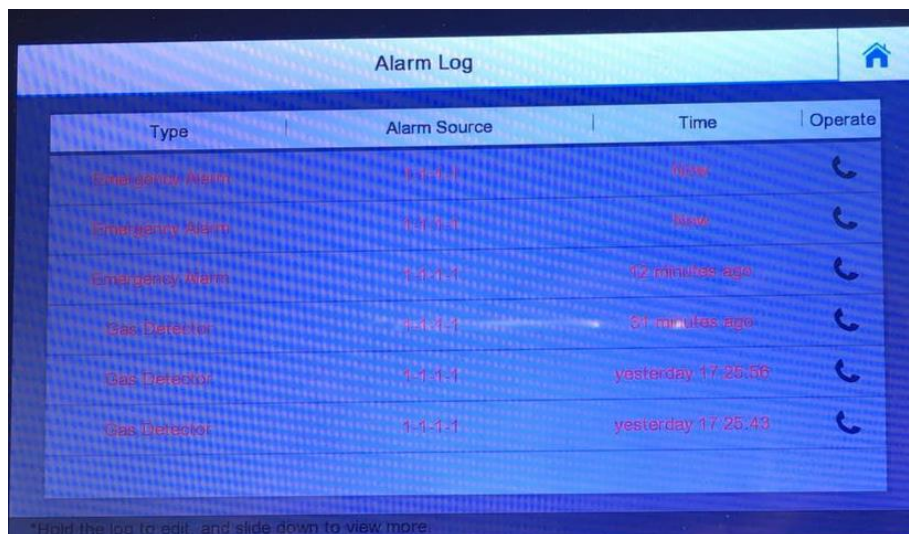 Alarm Log
Type Alarm Source Time Operate
Emergency Alarm 1-1-1-1 Now
Emergency Alarm 1-1-1-1 Now
Emergency Alarm 1-1-1-1 12 minutes ago
Gas Detector 1-1-1-1 31 minutes ago
Gas Detector 1-1-1-1 yesterday 17:25:56
Gas Detector 1-1-1-1 yesterday 17:25:43
*Hold the log to edit, and slide down to view more.